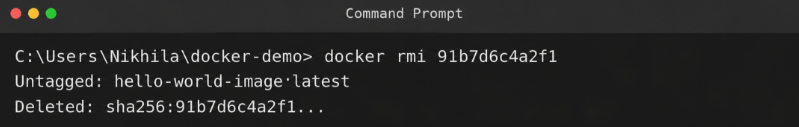 Command Prompt
C:\Users\Nikhila\docker-demo> docker rmi 91b7d6c4a2f1
Untagged: hello-world-image·latest
Deleted: sha256:91b7d6c4a2f1...